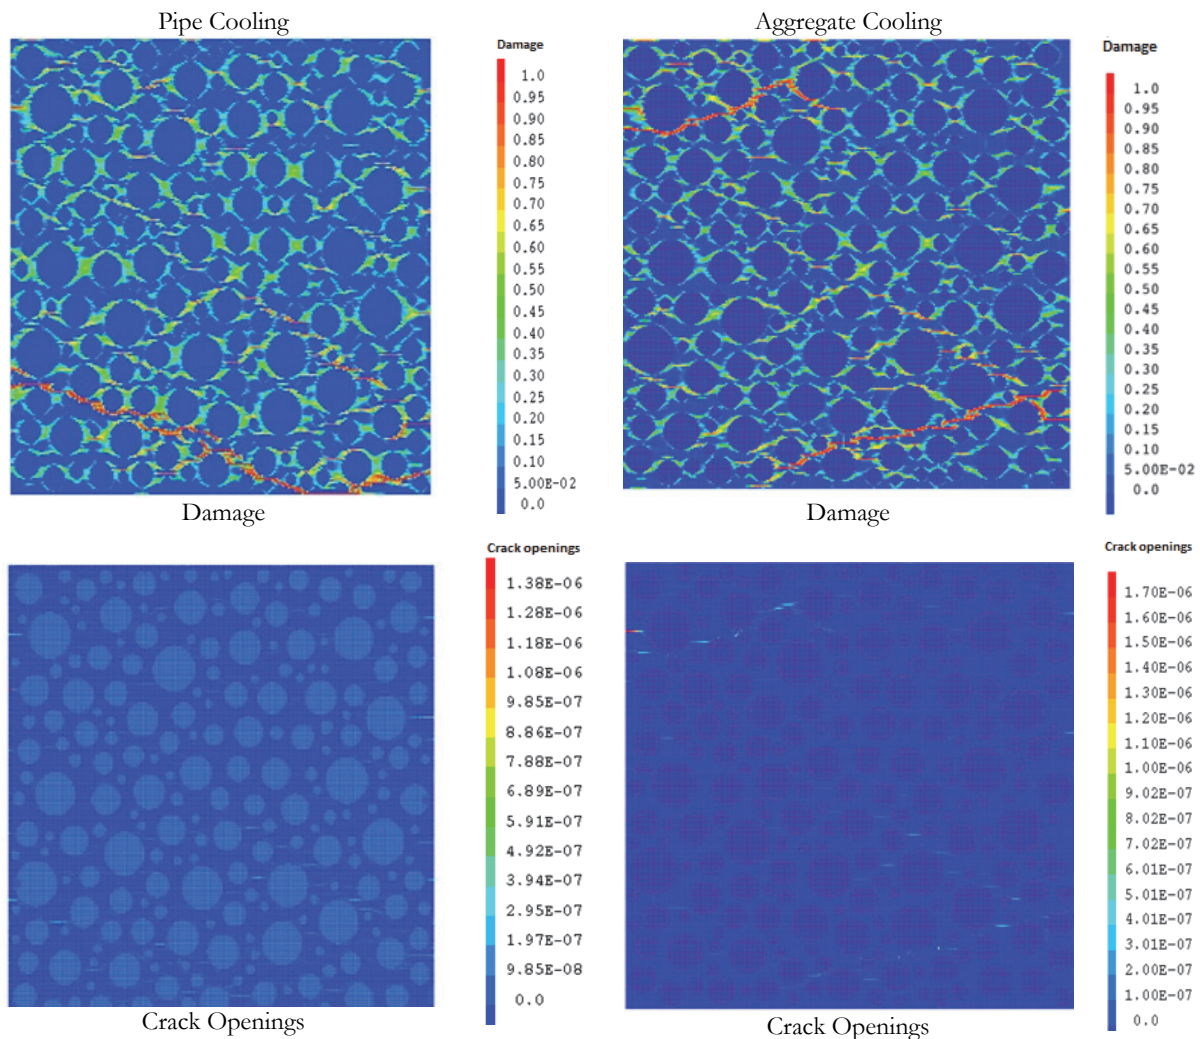 Pipe Cooling
Aggregate Cooling
Damage
1.0
0.95
0.90
0.85
0.80
0.75
0.70
0.65
0.60
0.55
0.50
0.45
0.40
0.35
0.30
0.25
0.20
0.15
0.10
5.00E-02
0.0
Damage
Damage
1.0
0.95
0.90
0.85
0.80
0.75
0.70
0.65
0.60
0.55
0.50
0.45
0.40
0.35
0.30
0.25
0.20
0.15
0.10
5.00E-02
0.0
Damage
Crack openings
1.38E-06
1.28E-06
1.18E-06
1.08E-06
9.85E-07
8.86E-07
7.88E-07
6.89E-07
5.91E-07
4.92E-07
3.94E-07
2.95E-07
1.97E-07
9.85E-08
0.0
Crack Openings
Crack openings
1.70E-06
1.60E-06
1.50E-06
1.40E-06
1.30E-06
1.20E-06
1.10E-06
1.00E-06
9.02E-07
8.02E-07
7.02E-07
6.01E-07
5.01E-07
4.01E-07
3.01E-07
2.00E-07
1.00E-07
0.0
Crack Openings